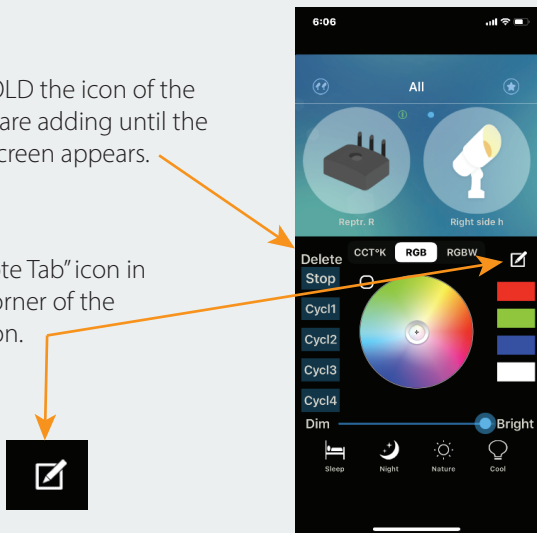 OLD the icon of the
are adding until the
creen appears.
te Tab” icon in
orner of the
on.
6:06
All
Reptr. R
Right side h
CCT°K RGB RGBW
Delete
Stop
Cycl1
Cycl2
Cycl3
Cycl4
Dim Bright
Sleep Night Nature Cool